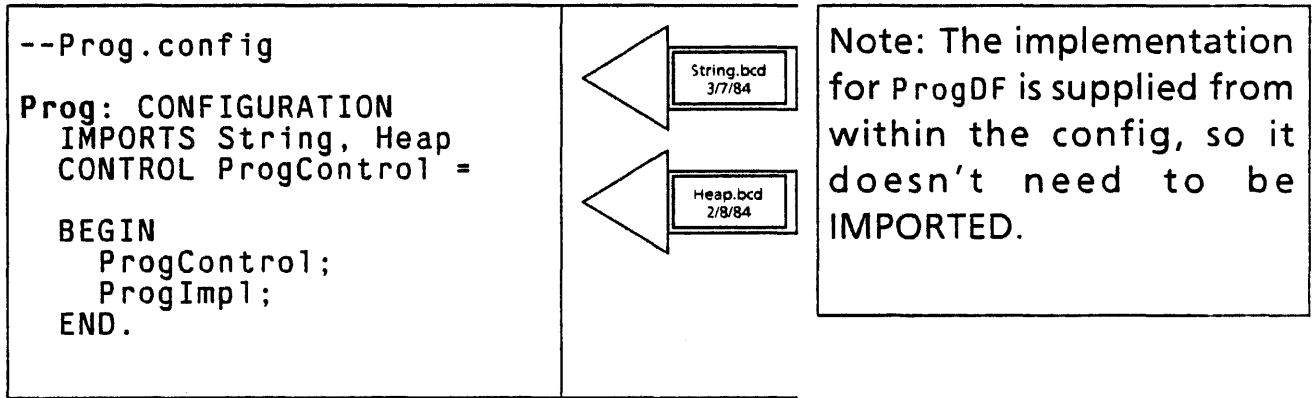 --Prog.config
Prog: CONFIGURATION
IMPORTS String, Heap
CONTROL ProgControl =
BEGIN
ProgControl;
ProgImpl;
END.
String.bcd
3/7/84
Heap.bcd
2/8/84
Note: The implementation
for ProgDF is supplied from
within the config, so it
doesn't need to be
IMPORTED.